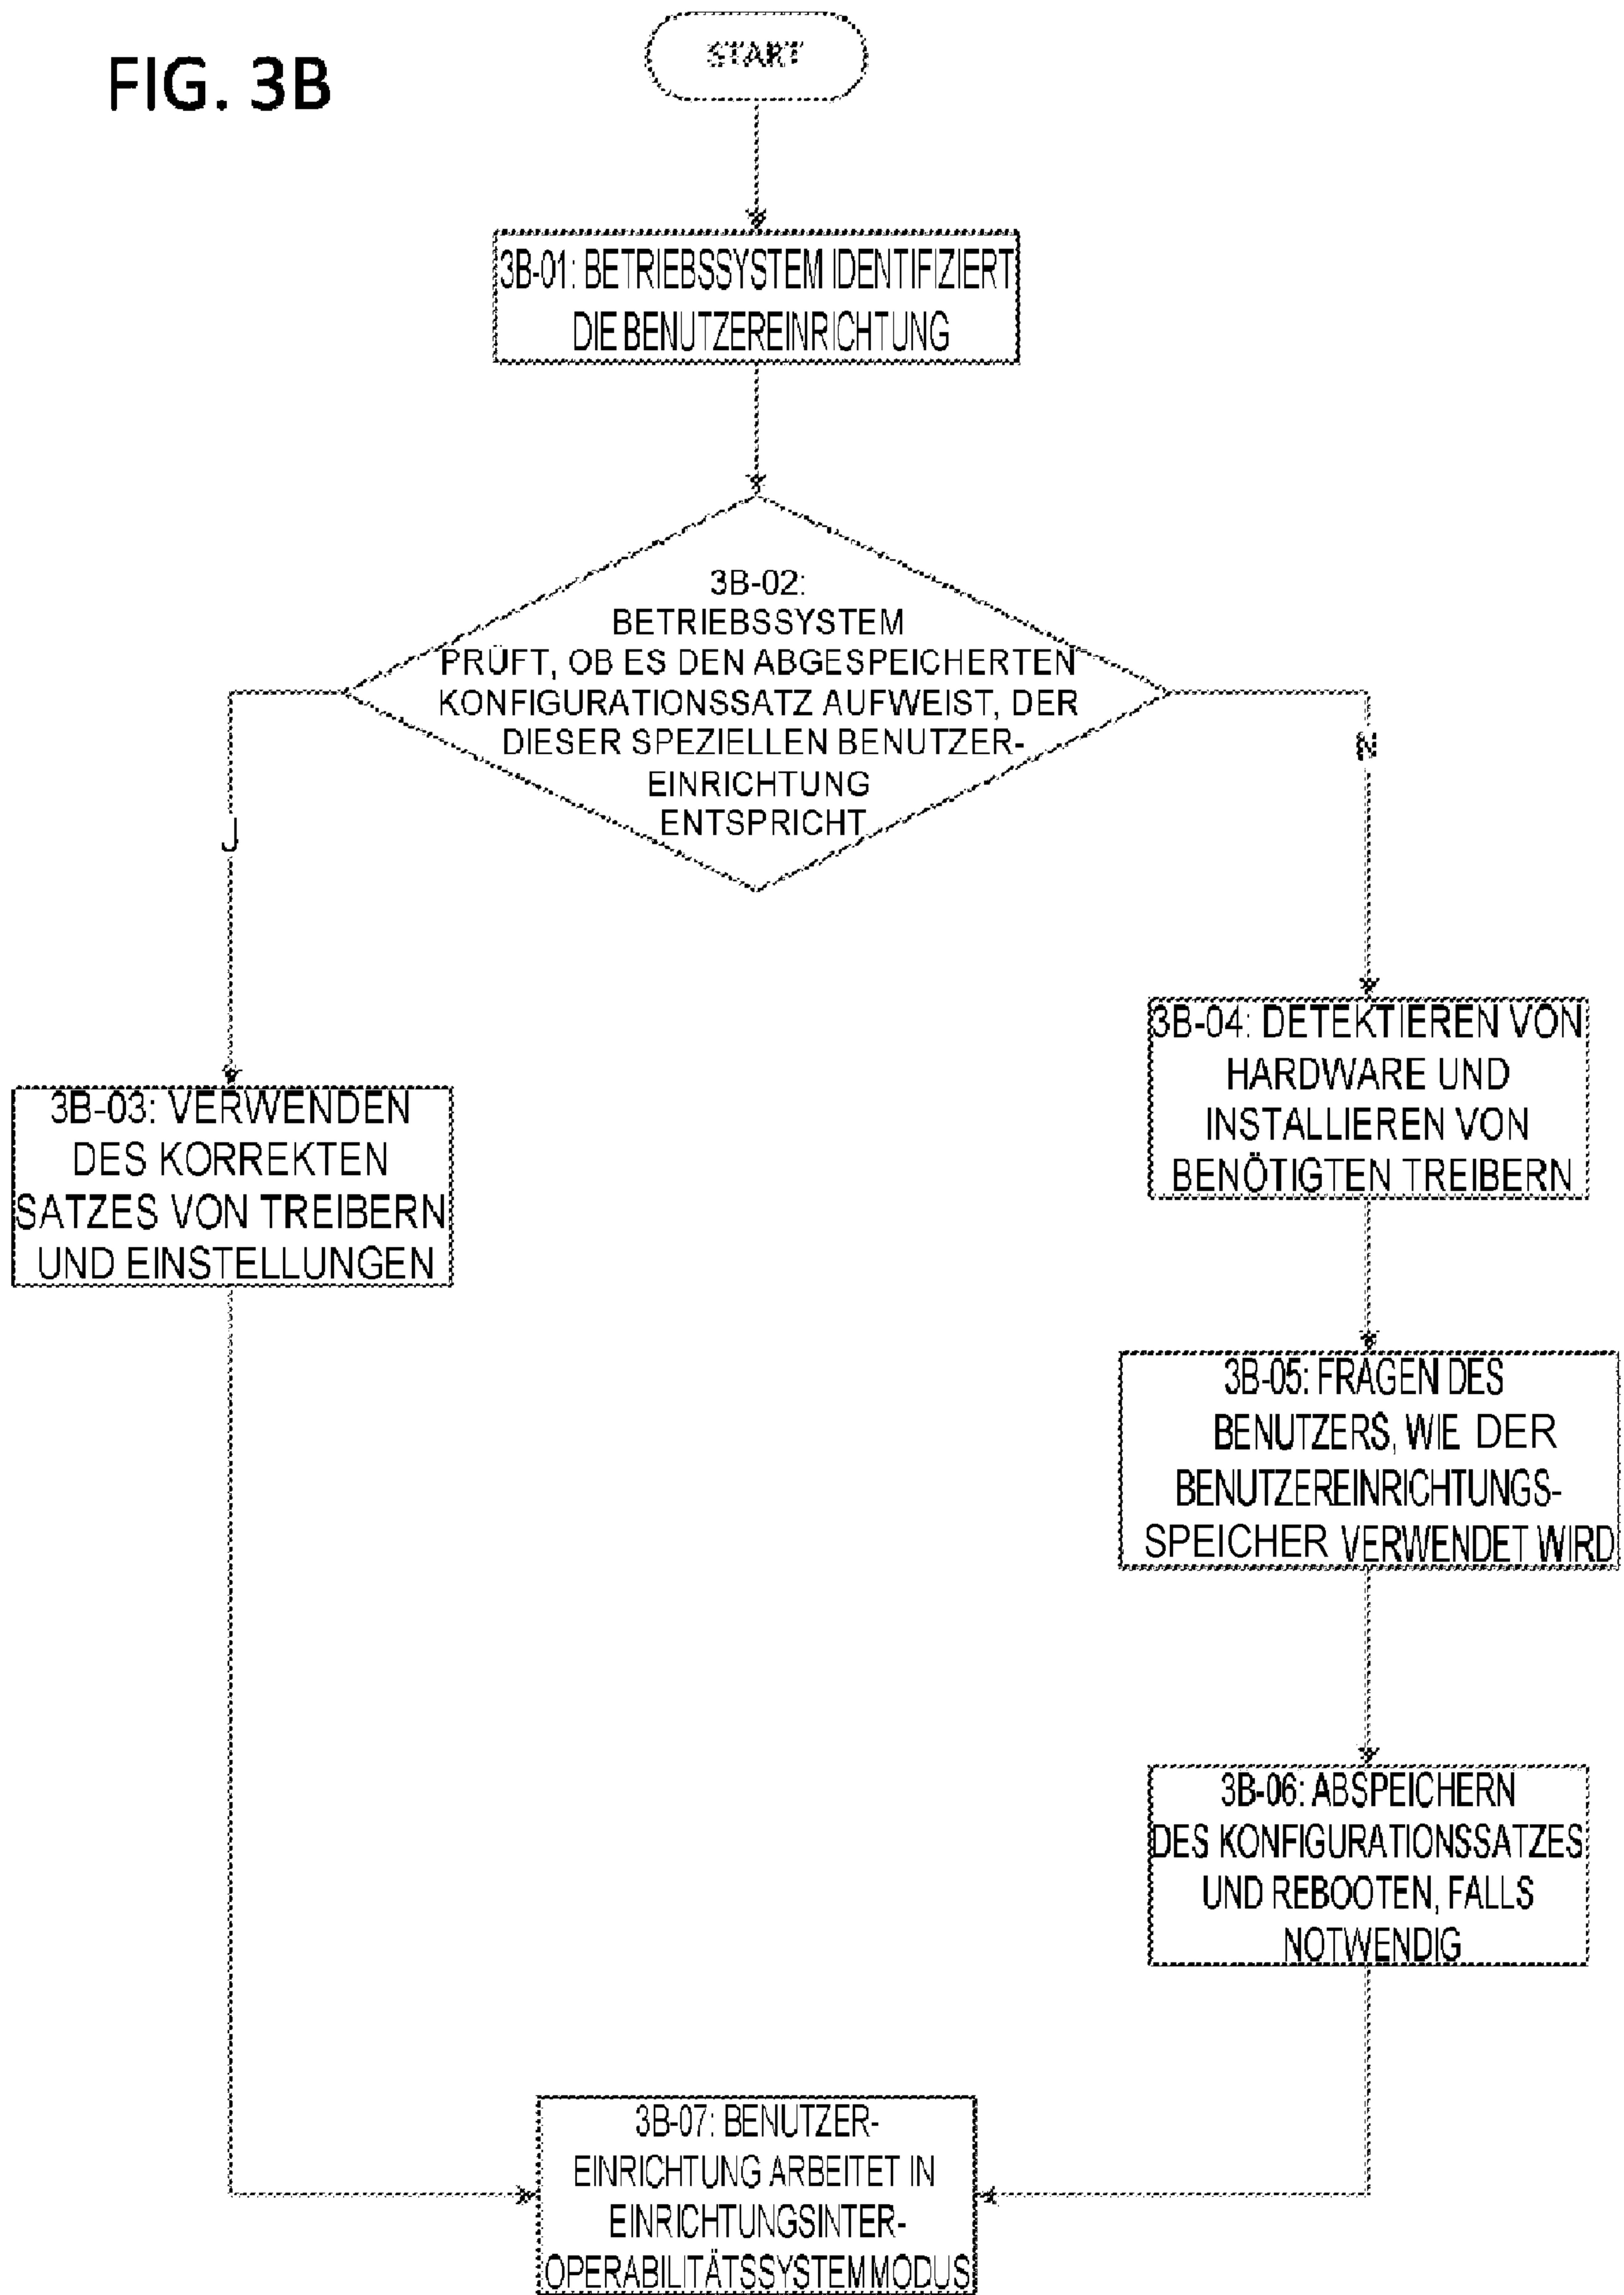 FIG. 3B
START
3B-01: BETRIEBSSYSTEM IDENTIFIZIERT
DIE BENUTZEREINRICHTUNG
3B-02:
BETRIEBSSYSTEM
PRÜFT, OB ES DEN ABGESPEICHERTEN
KONFIGURATIONSSATZ AUFWEIST, DER
DIESER SPEZIELLEN BENUTZER-
EINRICHTUNG
ENTSPRICHT
J
N
3B-03: VERWENDEN
DES KORREKTEN
SATZES VON TREIBERN
UND EINSTELLUNGEN
3B-04: DETEKTIEREN VON
HARDWARE UND
INSTALLIEREN VON
BENÖTIGTEN TREIBERN
3B-05: FRAGEN DES
BENUTZERS, WIE DER
BENUTZEREINRICHTUNGS-
SPEICHER VERWENDET WIRD
3B-06: ABSPEICHERN
DES KONFIGURATIONSSATZES
UND REBOOTEN, FALLS
NOTWENDIG
3B-07: BENUTZER-
EINRICHTUNG ARBEITET IN
EINRICHTUNGSINTER-
OPERABILITÄTSSYSTEMMODUS